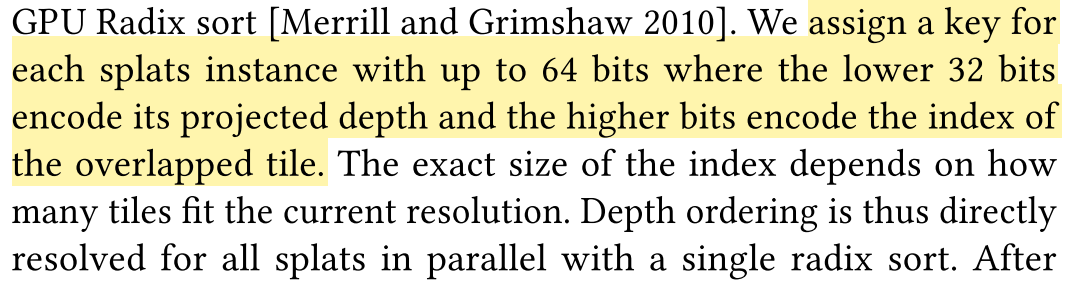 GPU Radix sort [Merrill and Grimshaw 2010]. We assign a key for
each splats instance with up to 64 bits where the lower 32 bits
encode its projected depth and the higher bits encode the index of
the overlapped tile. The exact size of the index depends on how
many tiles fit the current resolution. Depth ordering is thus directly
resolved for all splats in parallel with a single radix sort. After